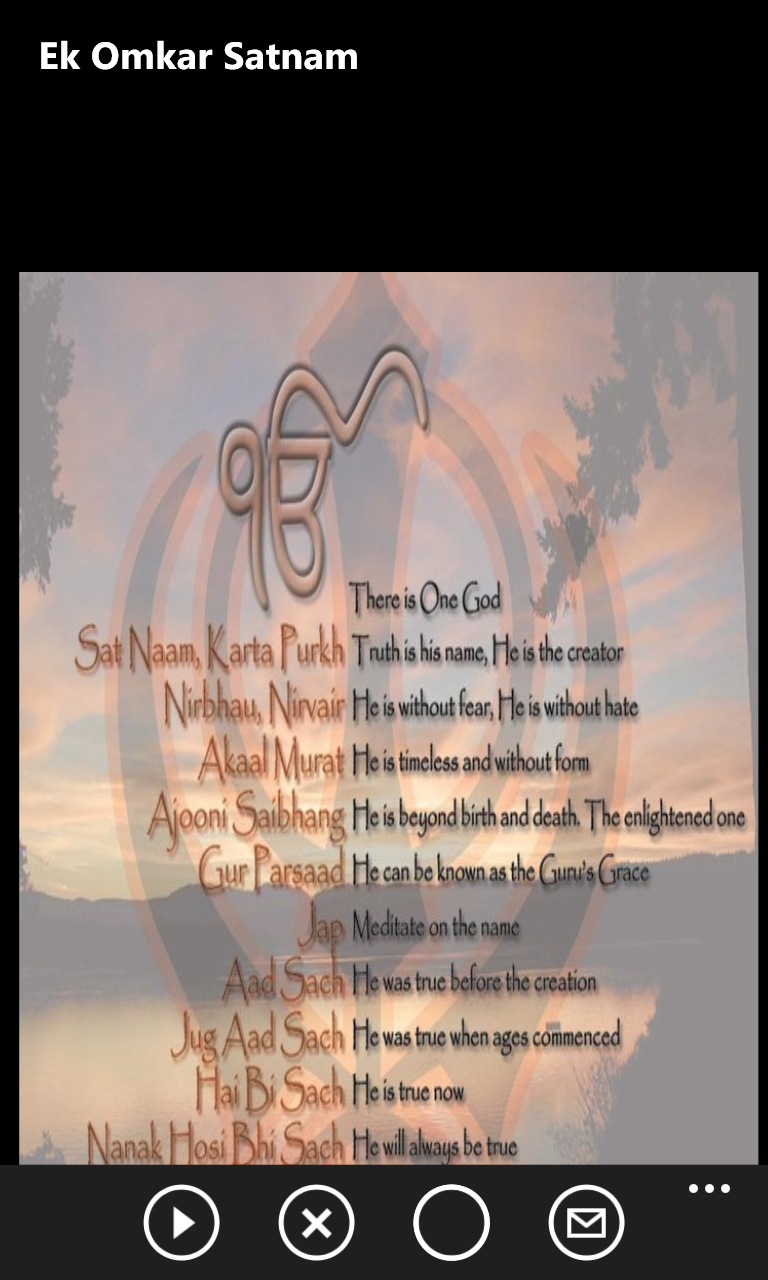 Ek Omkar Satnam
ੴ There is One God
Sat Naam, Karta Purkh Truth is his name, He is the creator
Nirbhau, Nirvair He is without fear, He is without hate
Akaal Murat He is timeless and without form
Ajooni Saibhang He is beyond birth and death. The enlightened one
Gur Parsaad He can be known as the Guru's Grace
Jap Meditate on the name
Aad Sach He was true before the creation
Jug Aad Sach He was true when ages commenced
Hai Bi Sach He is true now
Nanak Hosi Bhi Sach He will always be true